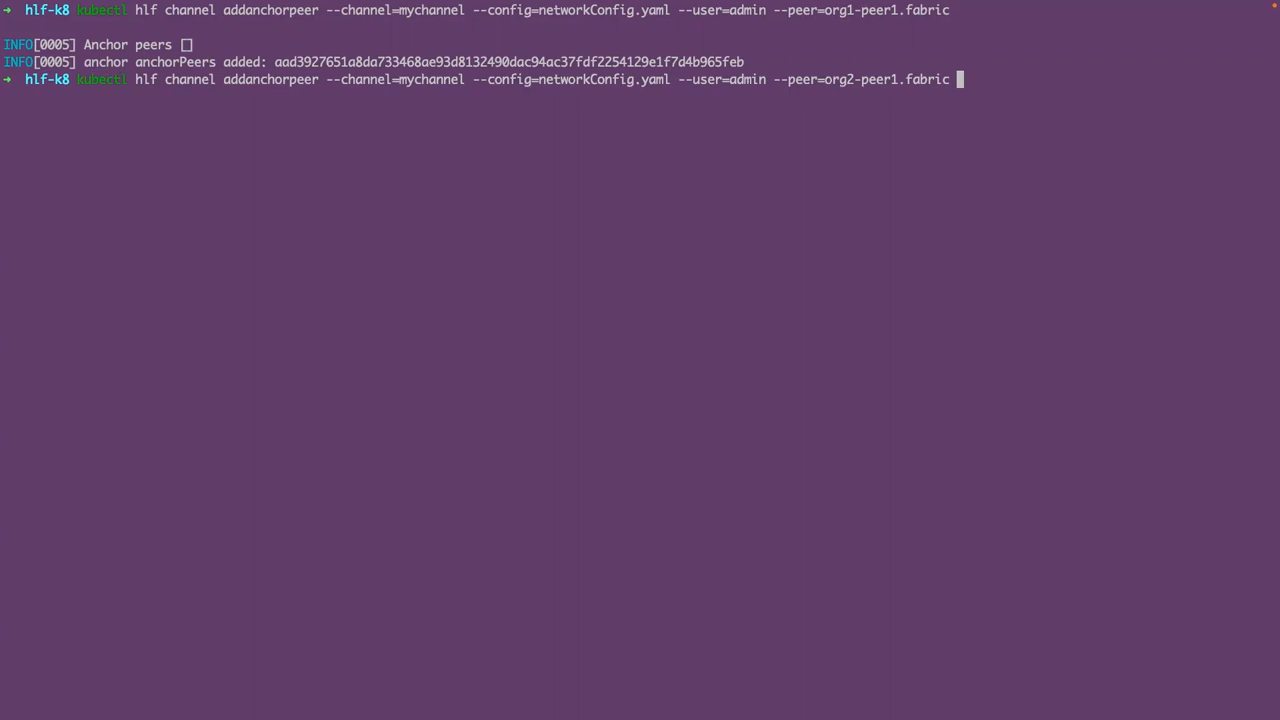 ➜ hlf-k8 kubectl hlf channel addanchorpeer --channel=mychannel --config=networkConfig.yaml --user=admin --peer=org1-peer1.fabric
INFO[0005] Anchor peers []
INFO[0005] anchor anchorPeers added: aad3927651a8da733468ae93d8132490dac94ac37fdf2254129e1f7d4b965feb
➜ hlf-k8 kubectl hlf channel addanchorpeer --channel=mychannel --config=networkConfig.yaml --user=admin --peer=org2-peer1.fabric